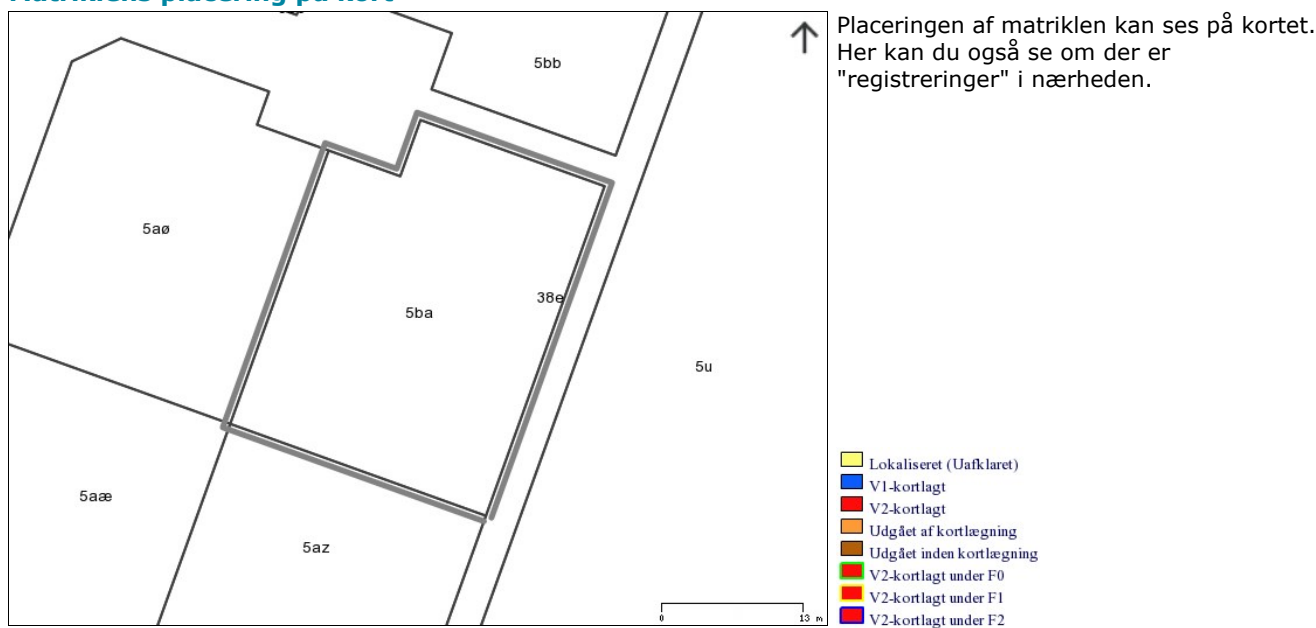 Placeringen af matriklen kan ses på kortet.
Her kan du også se om der er
"registreringer" i nærheden.
5bb
5aø
38e
5ba
5u
5aæ
5az
0 13 m
Lokaliseret (Uafklaret)
V1-kortlagt
V2-kortlagt
Udgået af kortlægning
Udgået inden kortlægning
V2-kortlagt under F0
V2-kortlagt under F1
V2-kortlagt under F2